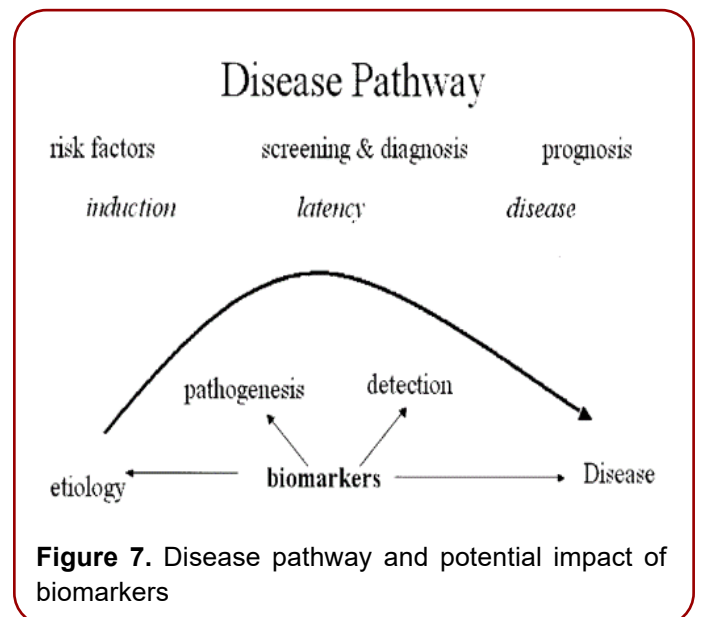 Disease Pathway
risk factors screening & diagnosis prognosis
induction latency disease
pathogenesis detection
etiology biomarkers Disease
Figure 7. Disease pathway and potential impact of
biomarkers